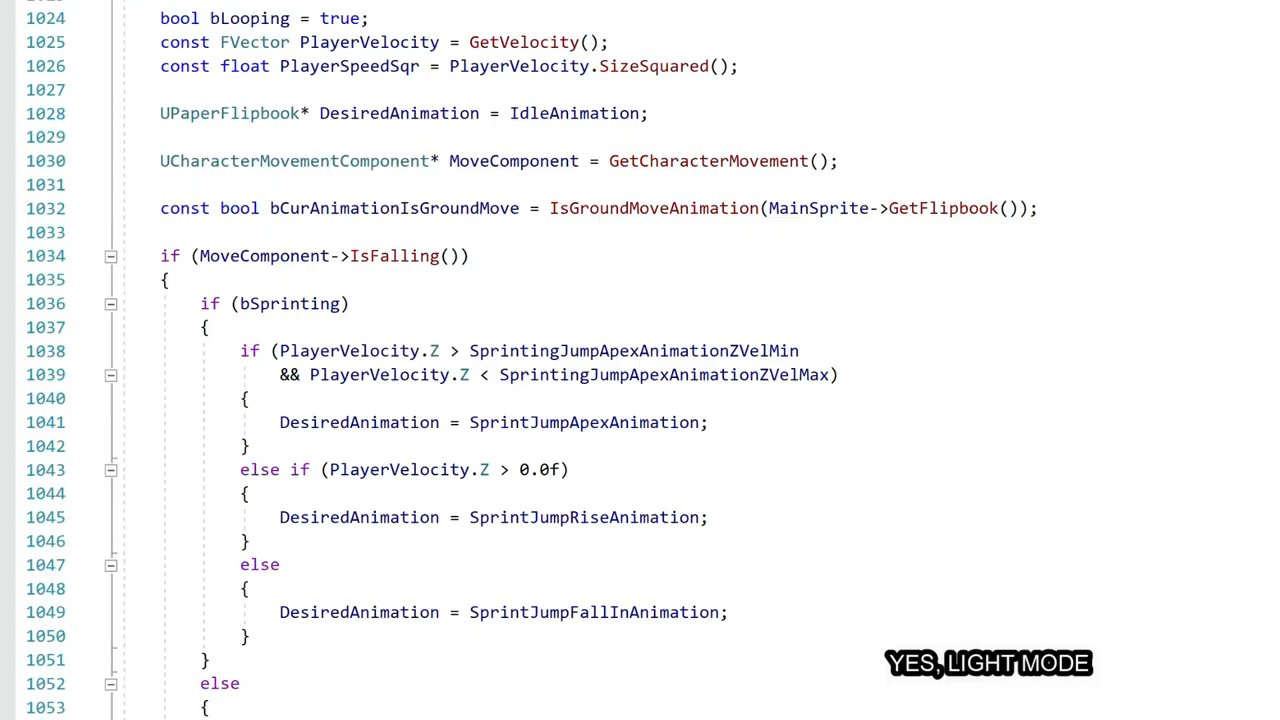 1024 bool bLooping = true;
1025 const FVector PlayerVelocity = GetVelocity();
1026 const float PlayerSpeedSqr = PlayerVelocity.SizeSquared();
1027
1028 UPaperFlipbook* DesiredAnimation = IdleAnimation;
1029
1030 UCharacterMovementComponent* MoveComponent = GetCharacterMovement();
1031
1032 const bool bCurAnimationIsGroundMove = IsGroundMoveAnimation(MainSprite->GetFlipbook());
1033
1034 if (MoveComponent->IsFalling())
1035 {
1036 if (bSprinting)
1037 {
1038 if (PlayerVelocity.Z > SprintingJumpApexAnimationZVelMin
1039 && PlayerVelocity.Z < SprintingJumpApexAnimationZVelMax)
1040 {
1041 DesiredAnimation = SprintJumpApexAnimation;
1042 }
1043 else if (PlayerVelocity.Z > 0.0f)
1044 {
1045 DesiredAnimation = SprintJumpRiseAnimation;
1046 }
1047 else
1048 {
1049 DesiredAnimation = SprintJumpFallInAnimation;
1050 }
1051 }
1052 else
1053 {
YES, LIGHT MODE